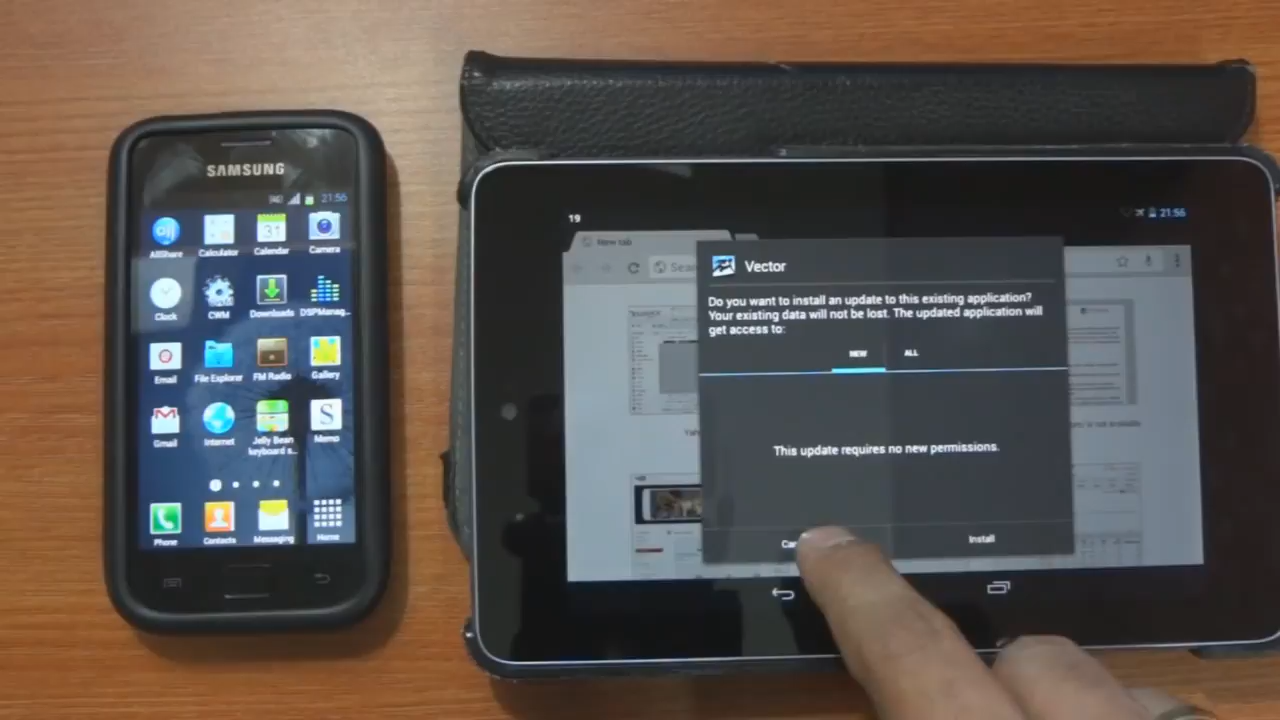 SAMSUNG
21:56
AllShare Calculator Calendar Camera
31
Clock CWM Downloads DSPManag...
Email File Explorer FM Radio Gallery
Gmail Internet Jelly Bean Memo
keyboard s...
Phone Contacts Messaging Home
19
21:56
New tab
Sear
Vector
Do you want to install an update to this existing application?
Your existing data will not be lost. The updated application will
get access to:
NEW ALL
This update requires no new permissions.
Install